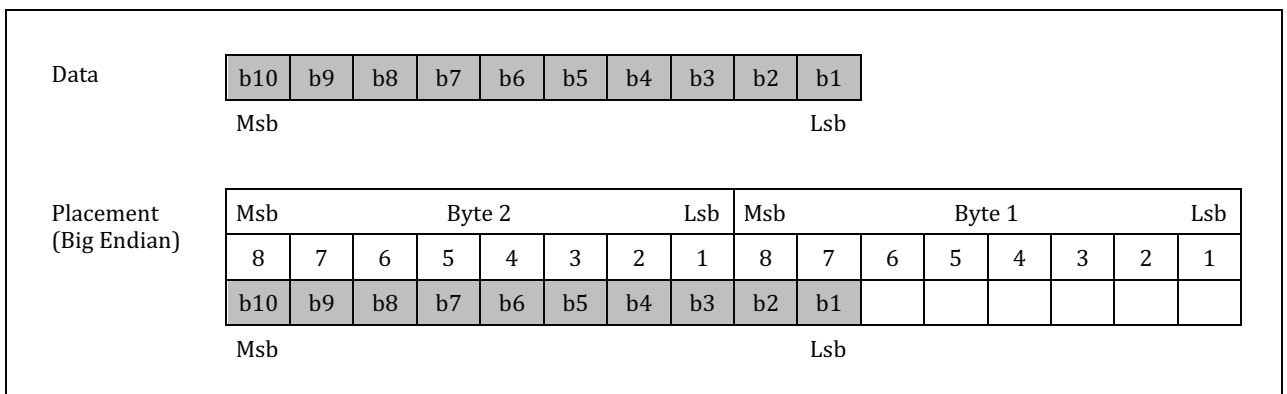 Data b10 b9 b8 b7 b6 b5 b4 b3 b2 b1
Msb Lsb
Placement Msb Byte 2 Lsb Msb Byte 1 Lsb
(Big Endian) 8 7 6 5 4 3 2 1 8 7 6 5 4 3 2 1
b10 b9 b8 b7 b6 b5 b4 b3 b2 b1
Msb Lsb